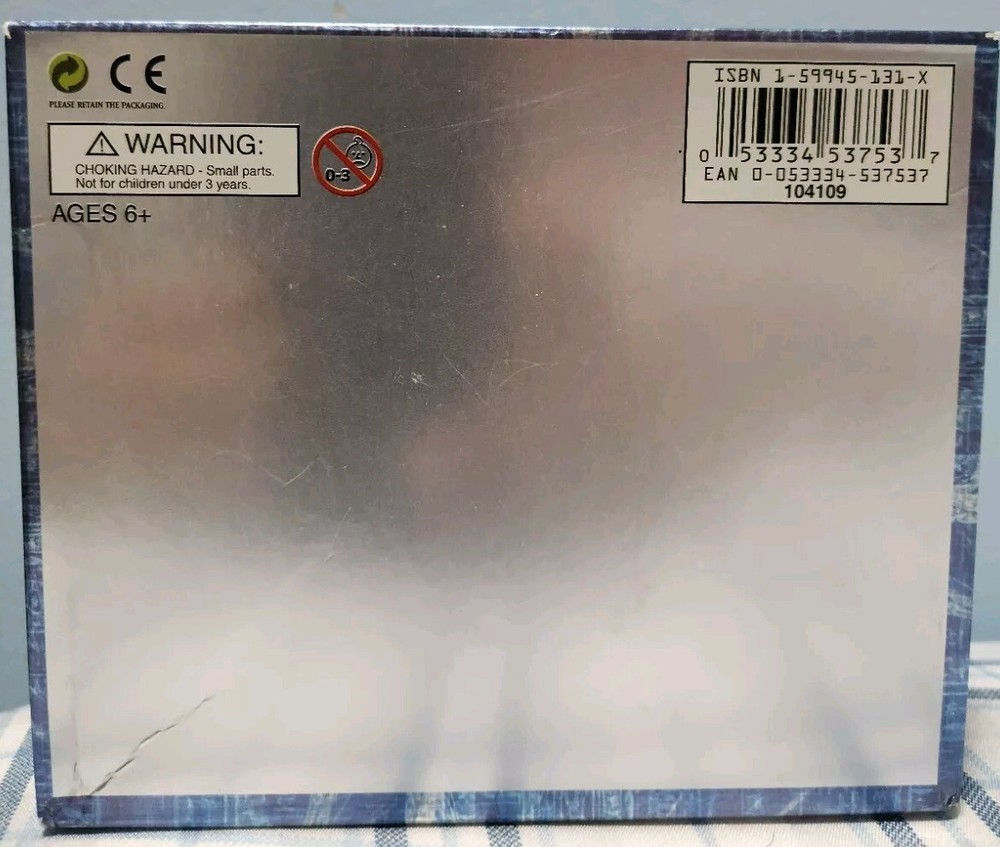 CE
PLEASE RETAIN THE PACKAGING.
WARNING:
CHOKING HAZARD - Small parts.
Not for children under 3 years.
0-3
AGES 6+
ISBN 1-59945-131-X
0 53334 53753 7
EAN 0-053334-537537
104109